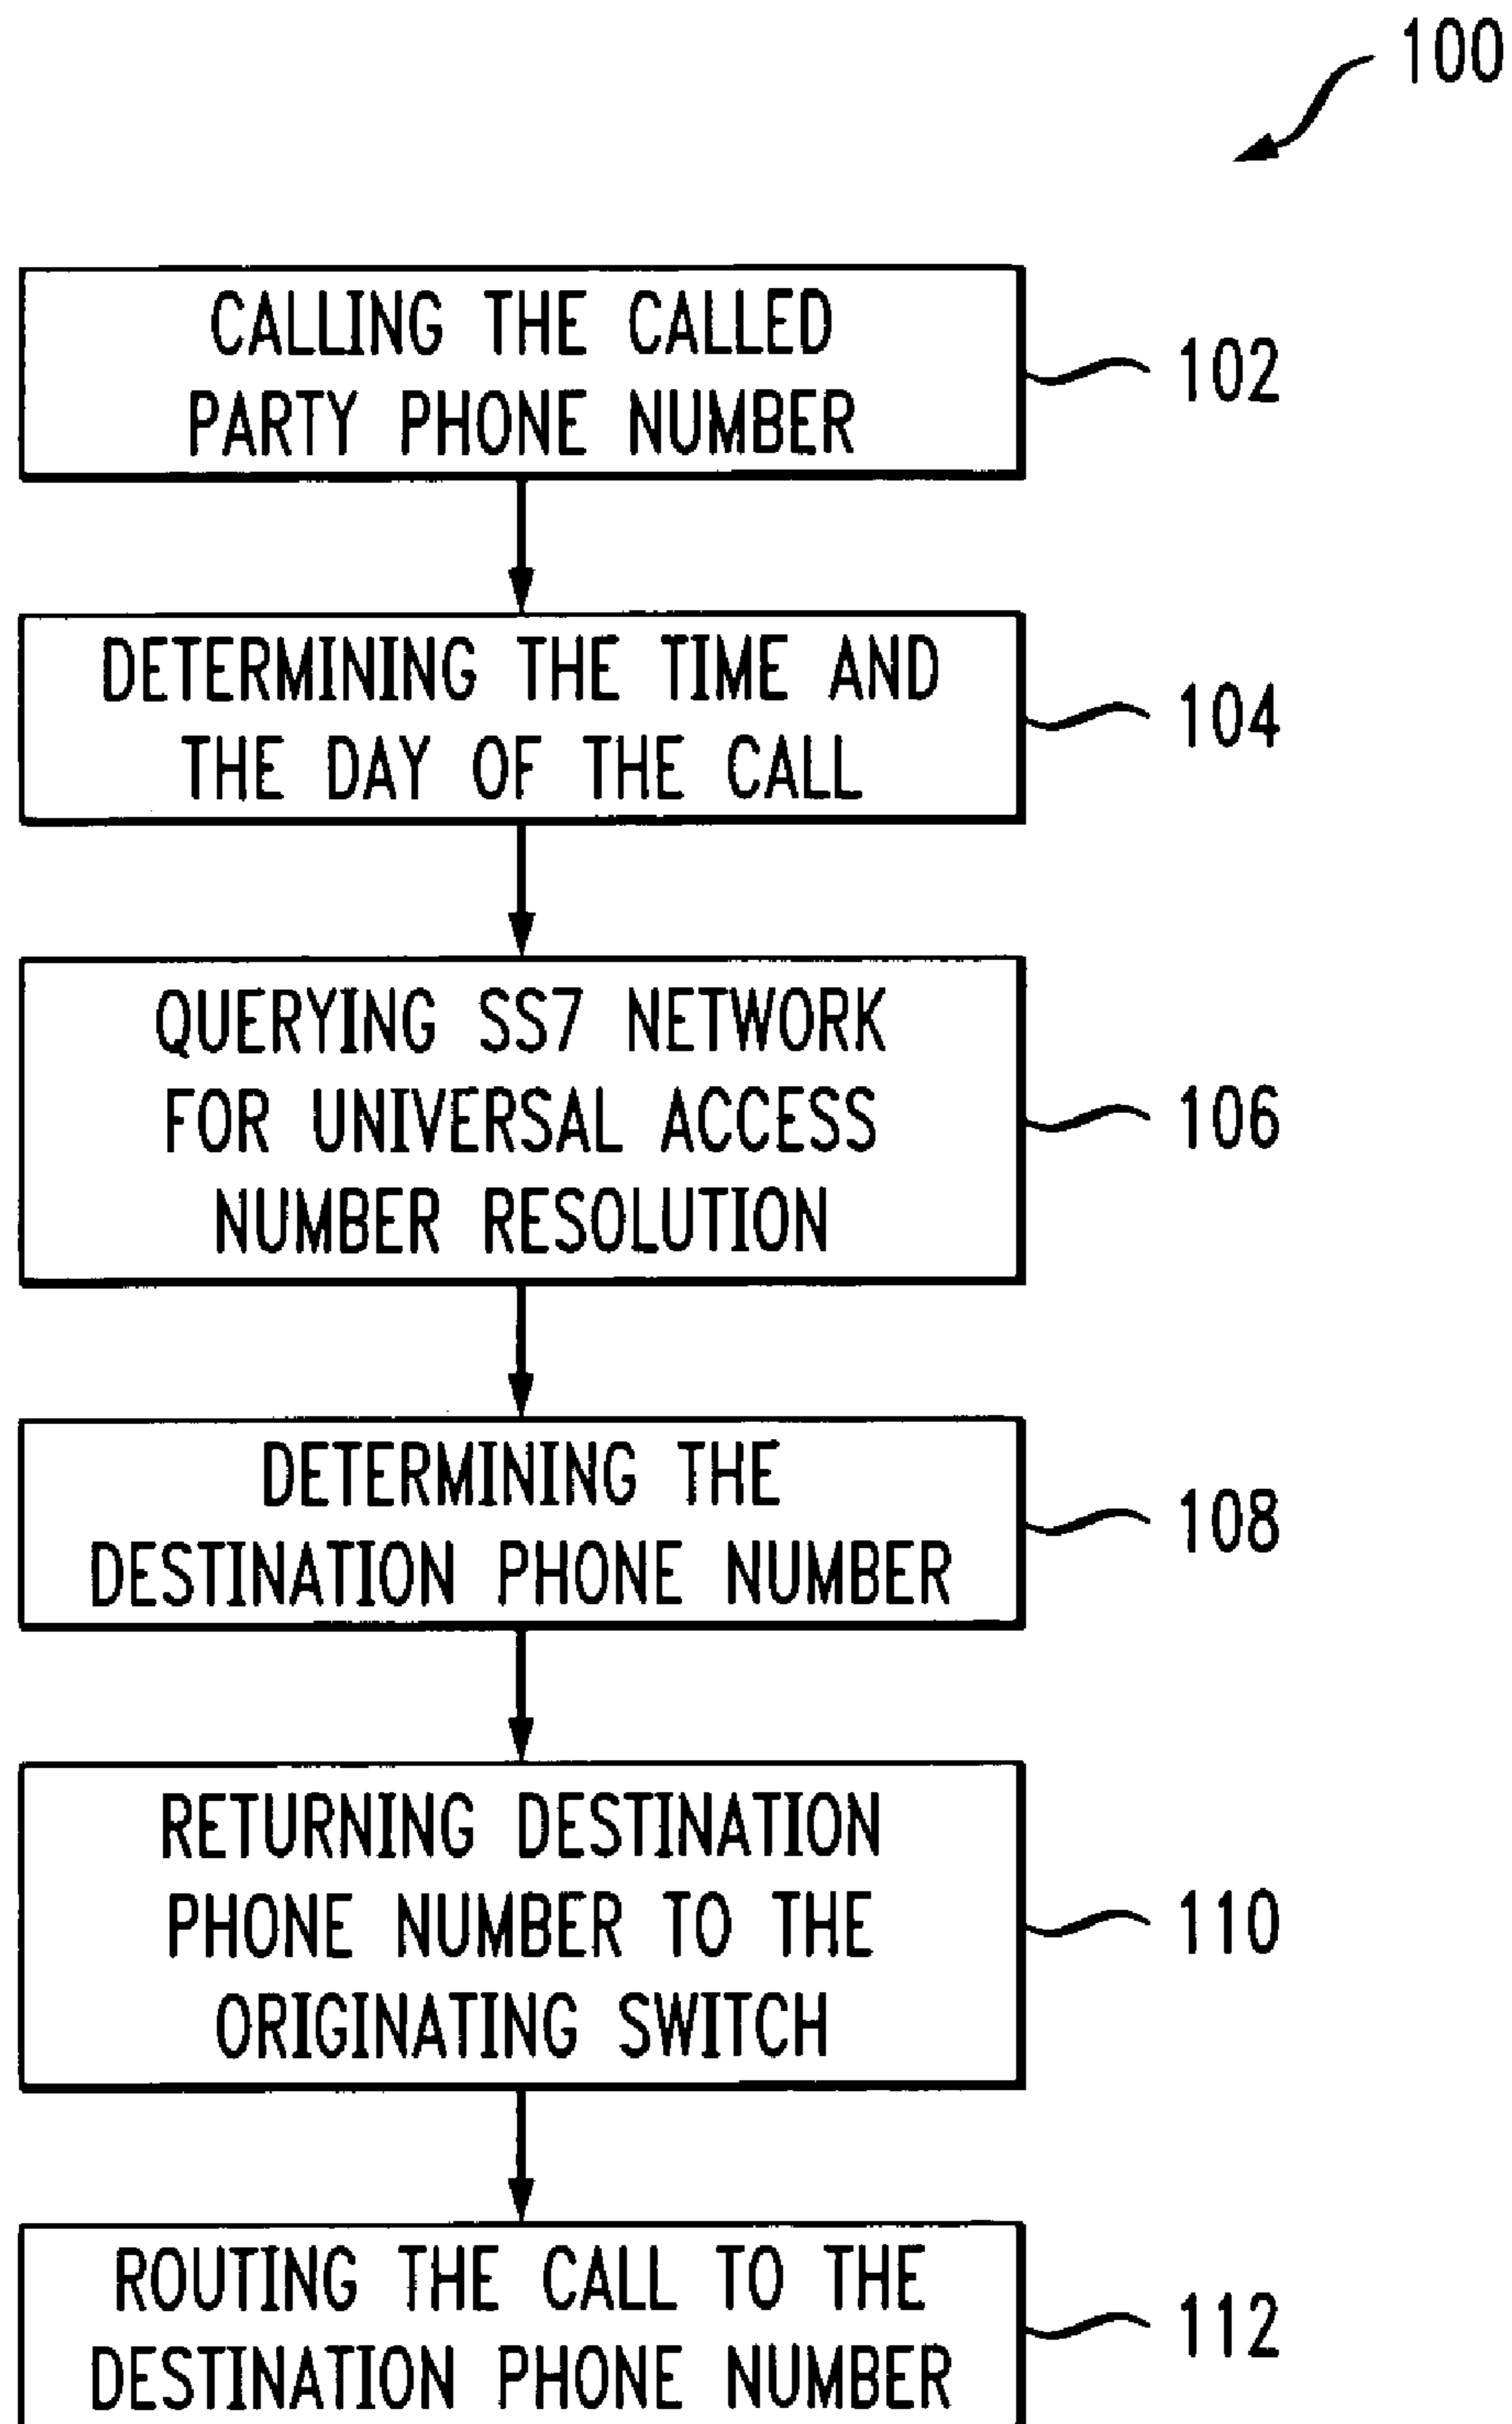 100
CALLING THE CALLED
PARTY PHONE NUMBER
102
DETERMINING THE TIME AND
THE DAY OF THE CALL
104
QUERYING SS7 NETWORK
FOR UNIVERSAL ACCESS
NUMBER RESOLUTION
106
DETERMINING THE
DESTINATION PHONE NUMBER
108
RETURNING DESTINATION
PHONE NUMBER TO THE
ORIGINATING SWITCH
110
ROUTING THE CALL TO THE
DESTINATION PHONE NUMBER
112